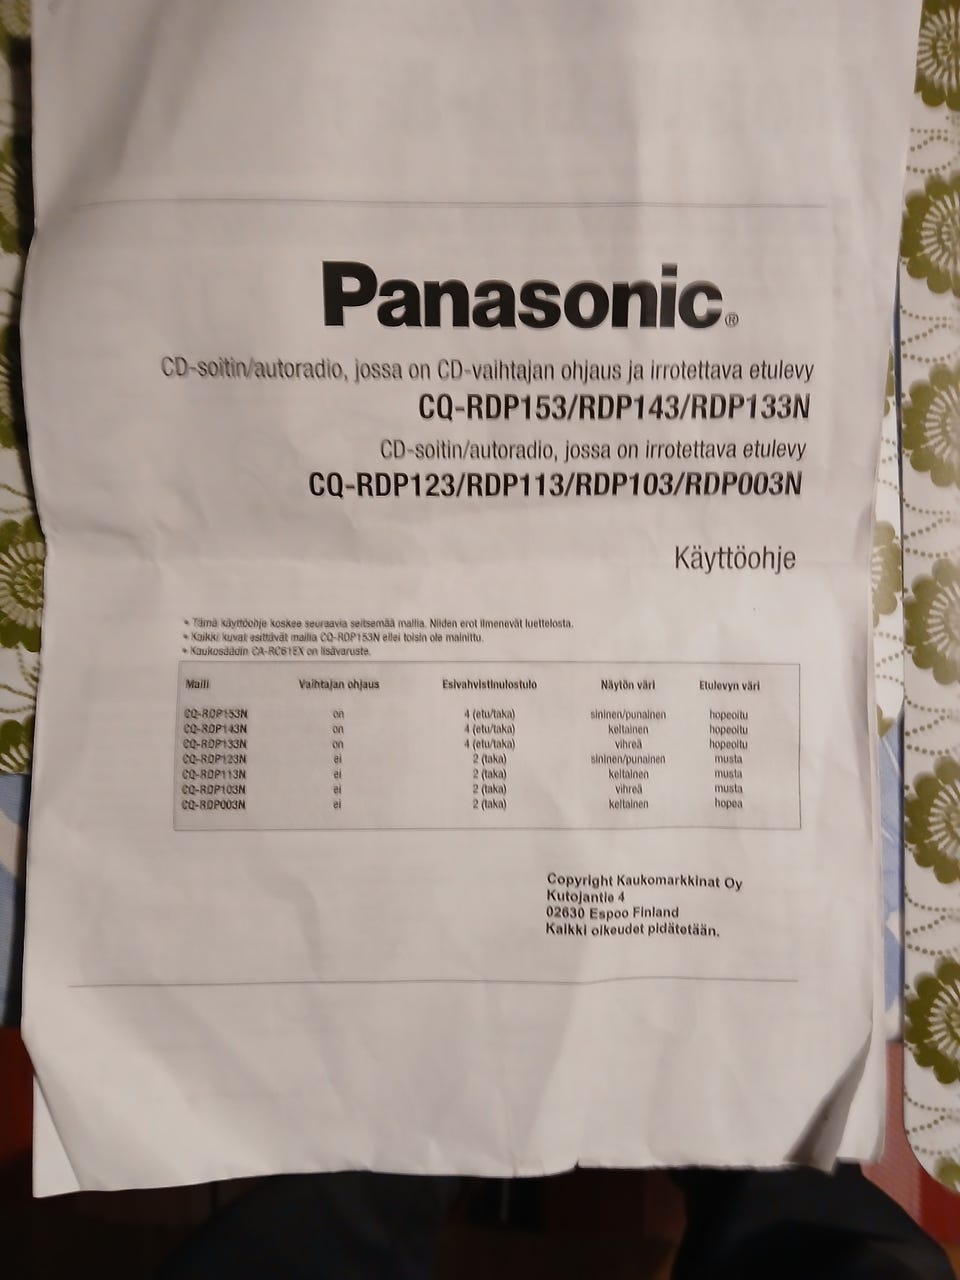 Panasonic®
CD-soitin/autoradio, jossa on CD-vaihtajan ohjaus ja irrotettava etulevy
CQ-RDP153/RDP143/RDP133N
CD-soitin/autoradio, jossa on irrotettava etulevy
CQ-RDP123/RDP113/RDP103/RDP003N
Käyttöohje
• Tämä käyttöohje koskee seuraavia seitsemää mallia. Niiden erot ilmenevät luettelosta.
• Kaikki kuvat esittävät mallia CQ-RDP153N ellei toisin ole mainittu.
• Kaukosäädin CA-RC61EX on lisävaruste.
Malli Vaihtajan ohjaus Esivahvistinulostulo Näytön väri Etulevyn väri
CQ-RDP153N on 4 (etu/taka) sininen/punainen hopeoitu
CQ-RDP143N on 4 (etu/taka) keltainen hopeoitu
CQ-RDP133N on 4 (etu/taka) vihreä hopeoitu
CQ-RDP123N ei 2 (taka) sininen/punainen musta
CQ-RDP113N ei 2 (taka) keltainen musta
CQ-RDP103N ei 2 (taka) vihreä musta
CQ-RDP003N ei 2 (taka) keltainen hopea
Copyright Kaukomarkkinat Oy
Kutojantie 4
02630 Espoo Finland
Kaikki oikeudet pidätetään.